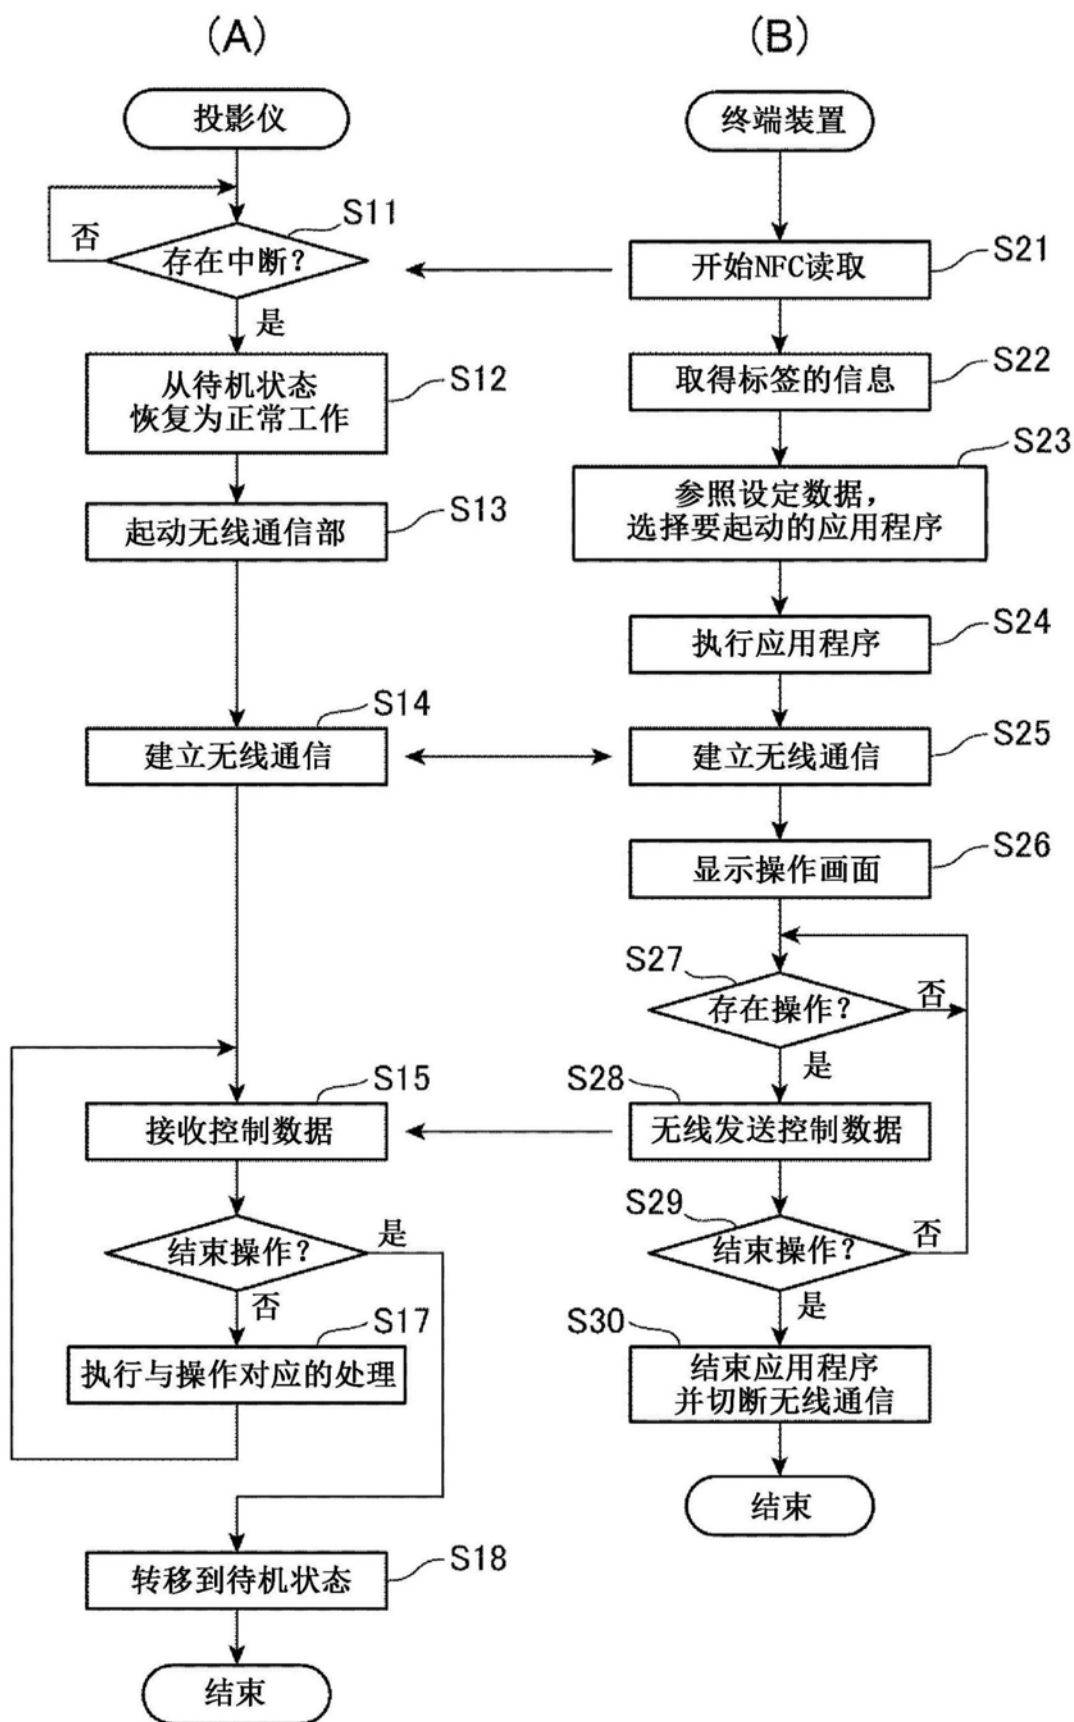 (A)
投影仪
S11
否
存在中断？
是
S12
从待机状态
恢复为正常工作
S13
起动无线通信部
S14
建立无线通信
S15
接收控制数据
结束操作？
是
否
S17
执行与操作对应的处理
S18
转移到待机状态
结束
(B)
终端装置
S21
开始NFC读取
S22
取得标签的信息
S23
参照设定数据，
选择要起动的应用程序
S24
执行应用程序
S25
建立无线通信
S26
显示操作画面
S27
存在操作？
否
是
S28
无线发送控制数据
S29
结束操作？
否
是
S30
结束应用程序
并切断无线通信
结束